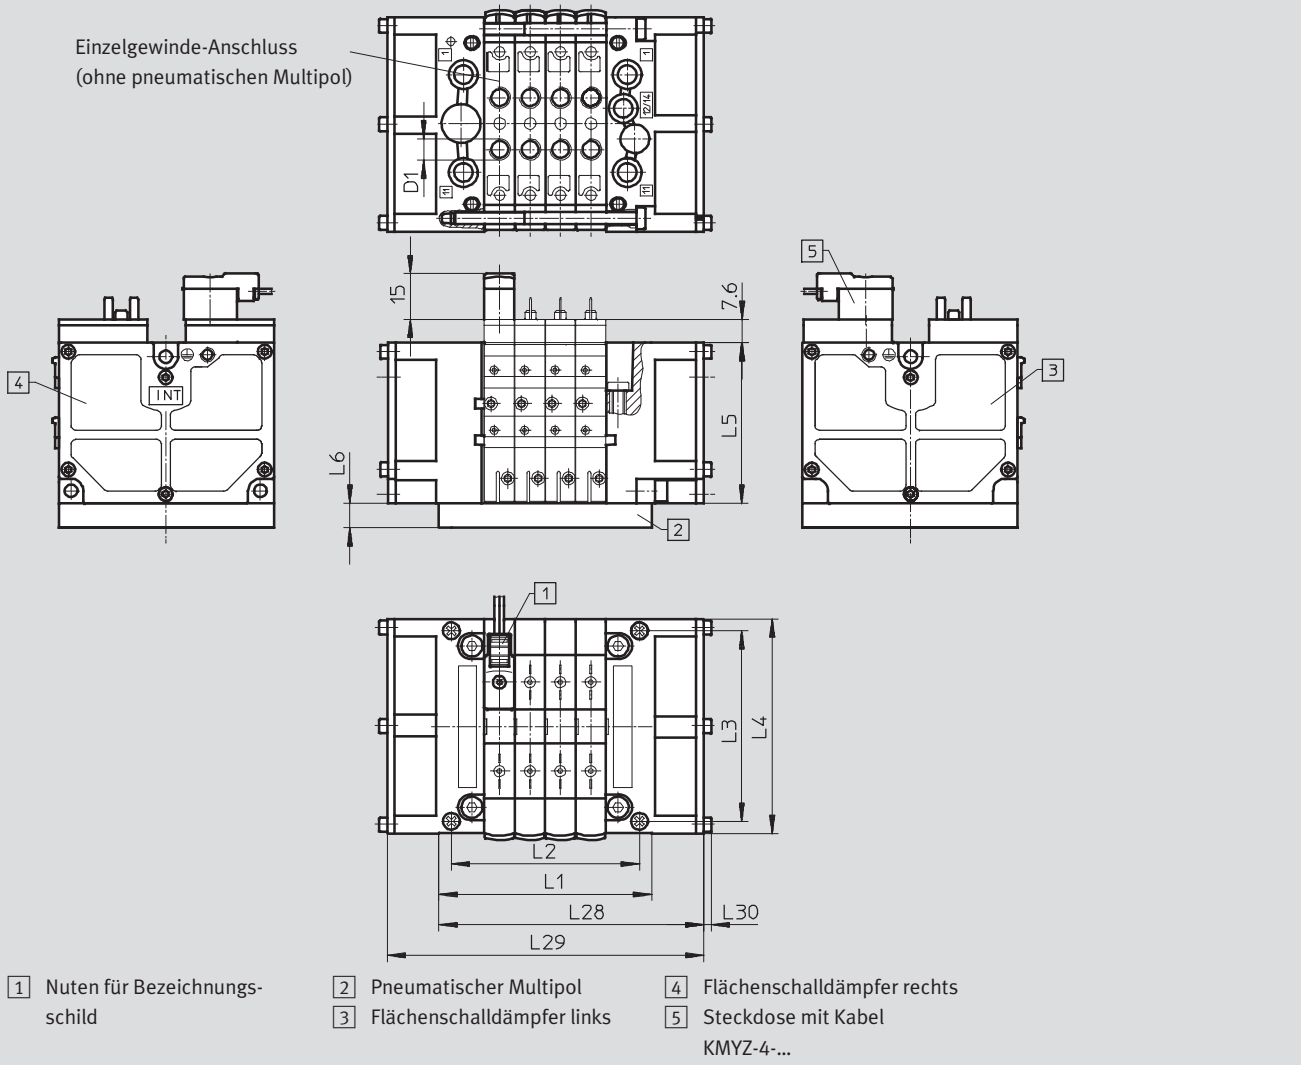 Einzelgewinde-Anschluss
(ohne pneumatischen Multipol)
1
1
12/14
D1
11
11
5
15
7.6
4
INT
3
L5
L6
2
1
L3
L4
L2
L1
L28
L30
L29
1 Nuten für Bezeichnungs-
schild
2 Pneumatischer Multipol
3 Flächenschalldämpfer links
4 Flächenschalldämpfer rechts
5 Steckdose mit Kabel
KMYZ-4-...